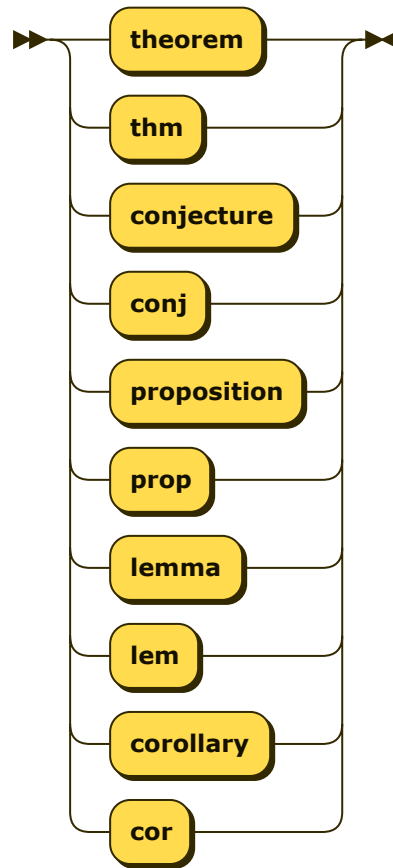 theorem
thm
conjecture
conj
proposition
prop
lemma
lem
corollary
cor